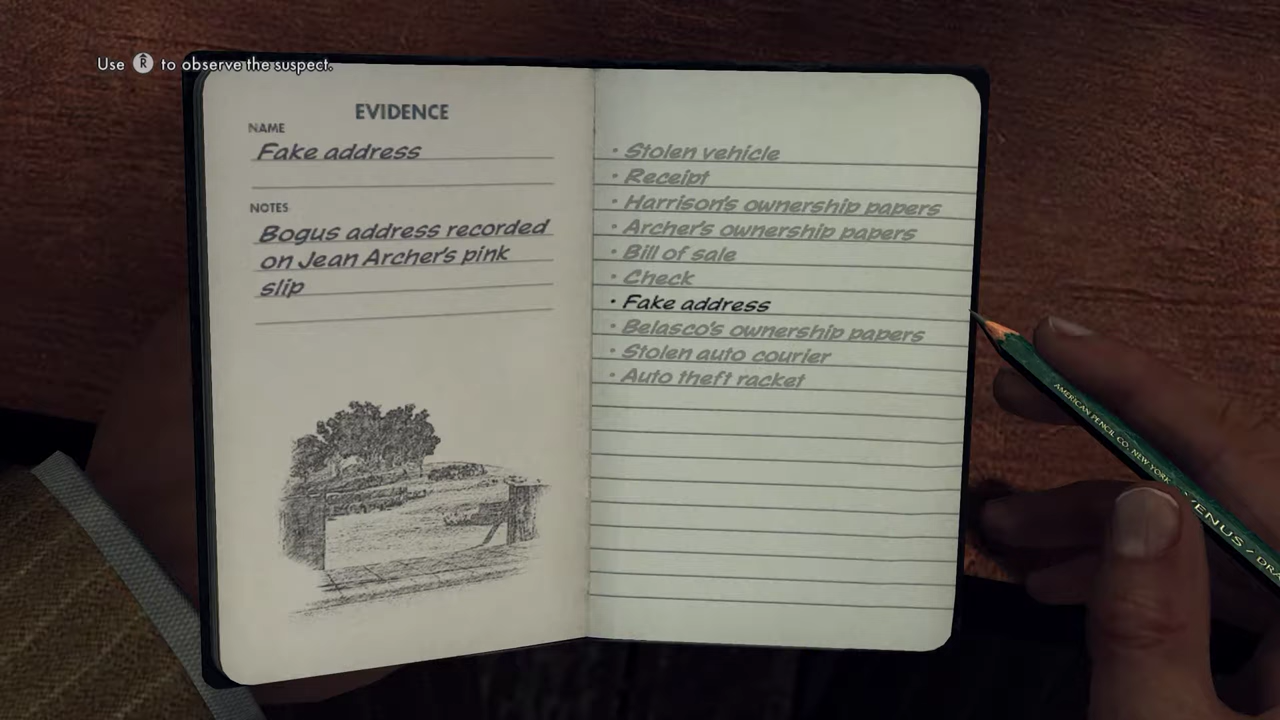 Use R to observe the suspect.
EVIDENCE
NAME
Fake address
NOTES
Bogus address recorded
on Jean Archer's pink
slip
• Stolen vehicle
• Receipt
• Harrison's ownership papers
• Archer's ownership papers
• Bill of sale
• Check
• Fake address
• Belasco's ownership papers
• Stolen auto courier
• Auto theft racket
AMERICAN PENCIL CO. NEW YORK
VENUS / DRA